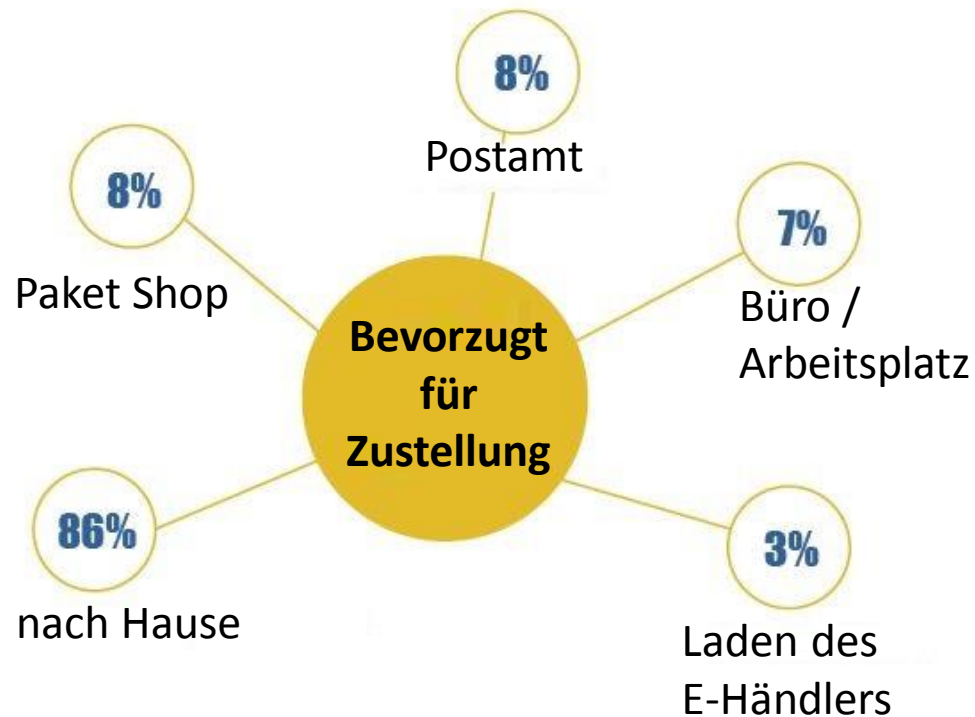 8%
Postamt
8%
Paket Shop
7%
Büro /
Arbeitsplatz
Bevorzugt
für
Zustellung
86%
nach Hause
3%
Laden des
E-Händlers